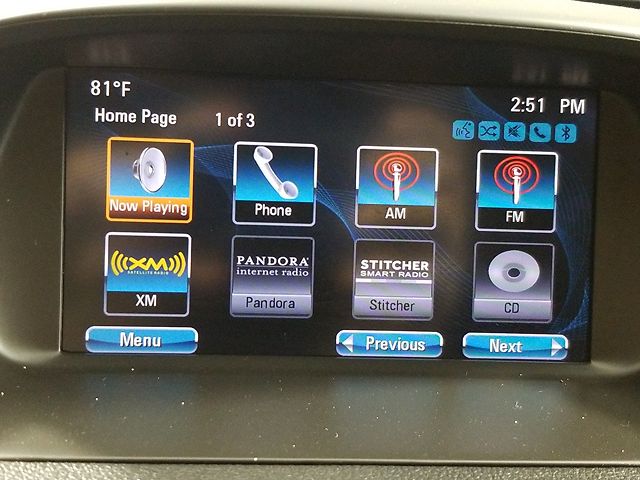 81°F
2:51 PM
Home Page 1 of 3
Now Playing
Phone
AM
FM
XM
SATELLITE RADIO
XM
PANDORA
internet radio
Pandora
STITCHER
SMART RADIO
Stitcher
CD
Menu
Previous
Next